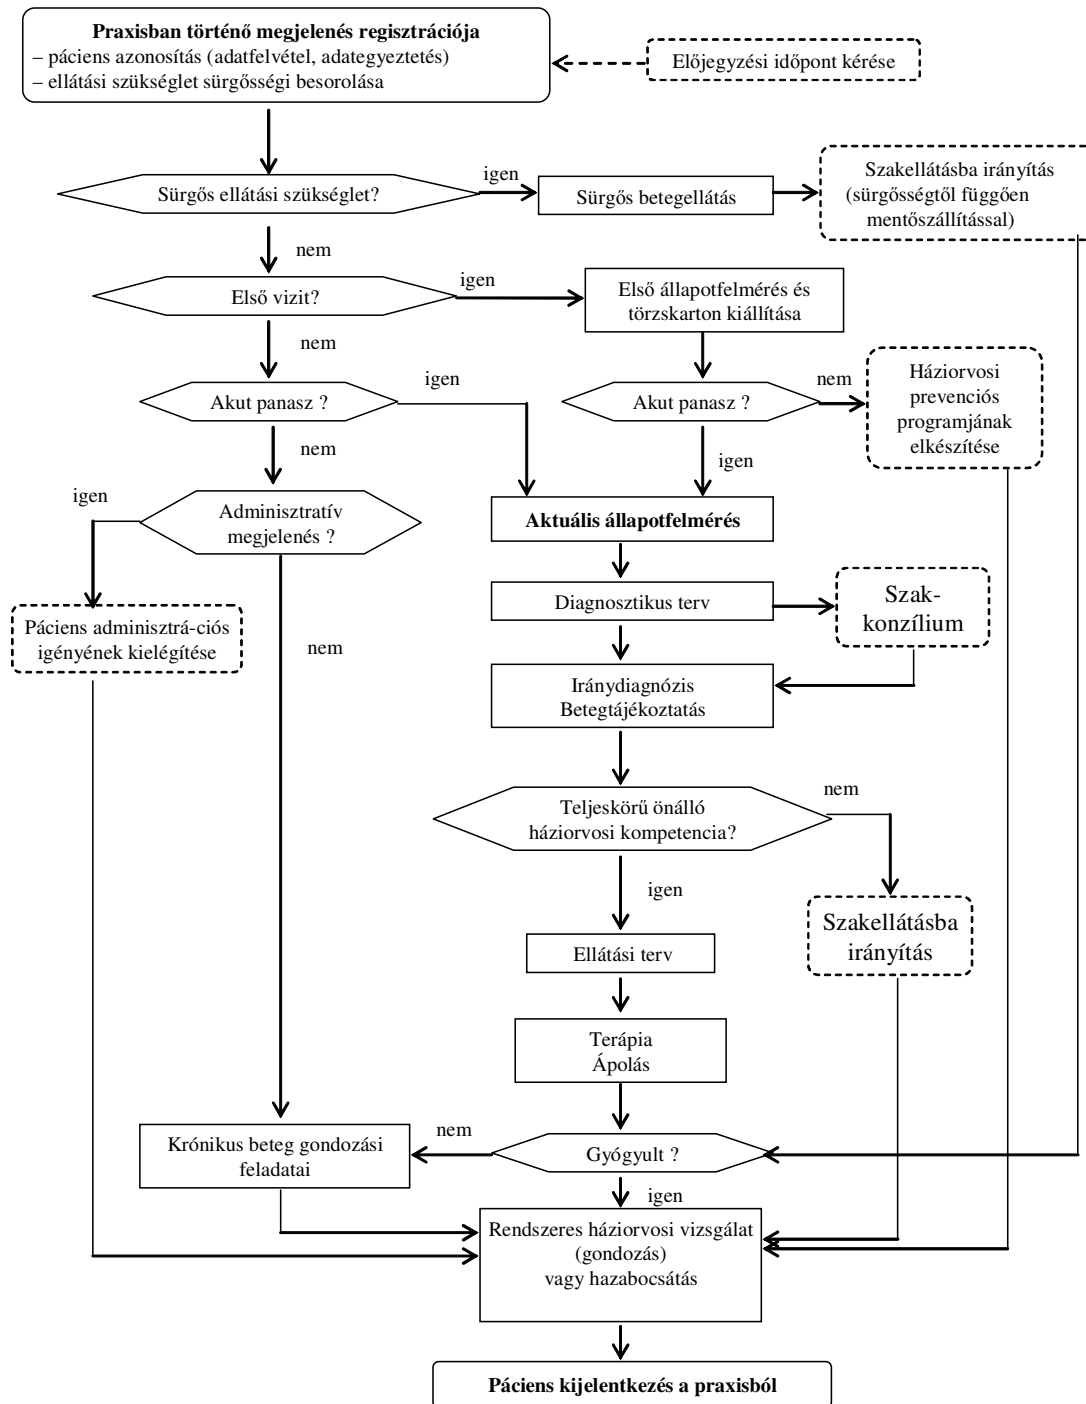 Praxisban történő megjelenés regisztrációja
– páciens azonosítás (adatfelvétel, adategyeztetés)
– ellátási szükséglet sürgősségi besorolása
Előjegyzési időpont kérése
Sürgős ellátási szükséglet?
igen
Sürgős betegellátás
Szakellátásba irányítás
(sürgősségtől függően
mentőszállítással)
nem
Első vizit?
igen
Első állapotfelmérés és
törzskarton kiállítása
nem
Akut panasz ?
igen
Akut panasz ?
nem
Háziorvosi
prevenciós
programjának
elkészítése
nem
igen
igen
Adminisztratív
megjelenés ?
Aktuális állapotfelmérés
Diagnosztikus terv
Szak-
konzílium
Páciens adminisztrá-ciós
igényének kielégítése
nem
Iránydiagnózis
Betegtájékoztatás
Teljeskörű önálló
háziorvosi kompetencia?
nem
igen
Szakellátásba
irányítás
Ellátási terv
Terápia
Ápolás
Krónikus beteg gondozási
feladatai
nem
Gyógyult ?
igen
Rendszeres háziorvosi vizsgálat
(gondozás)
vagy hazabocsátás
Páciens kijelentkezés a praxisból